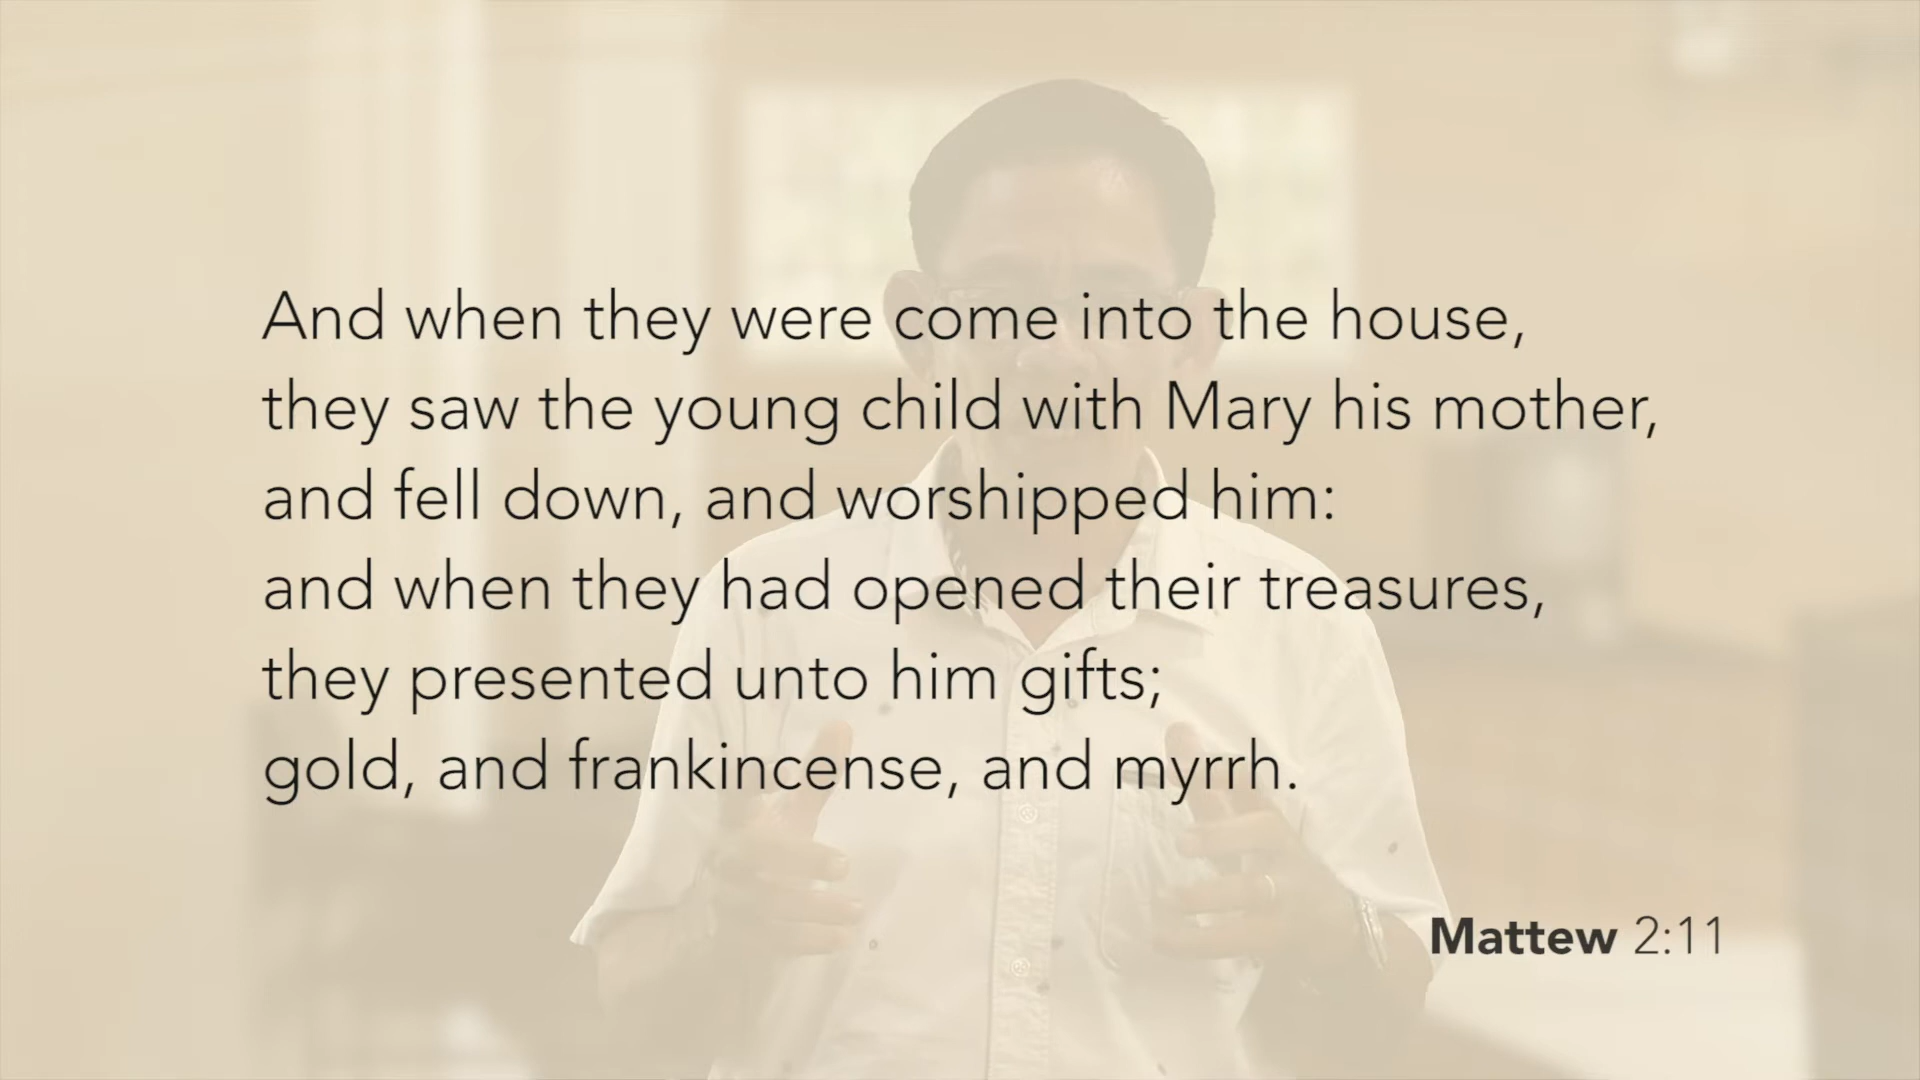 And when they were come into the house,
they saw the young child with Mary his mother,
and fell down, and worshipped him:
and when they had opened their treasures,
they presented unto him gifts;
gold, and frankincense, and myrrh.
Mattew 2:11